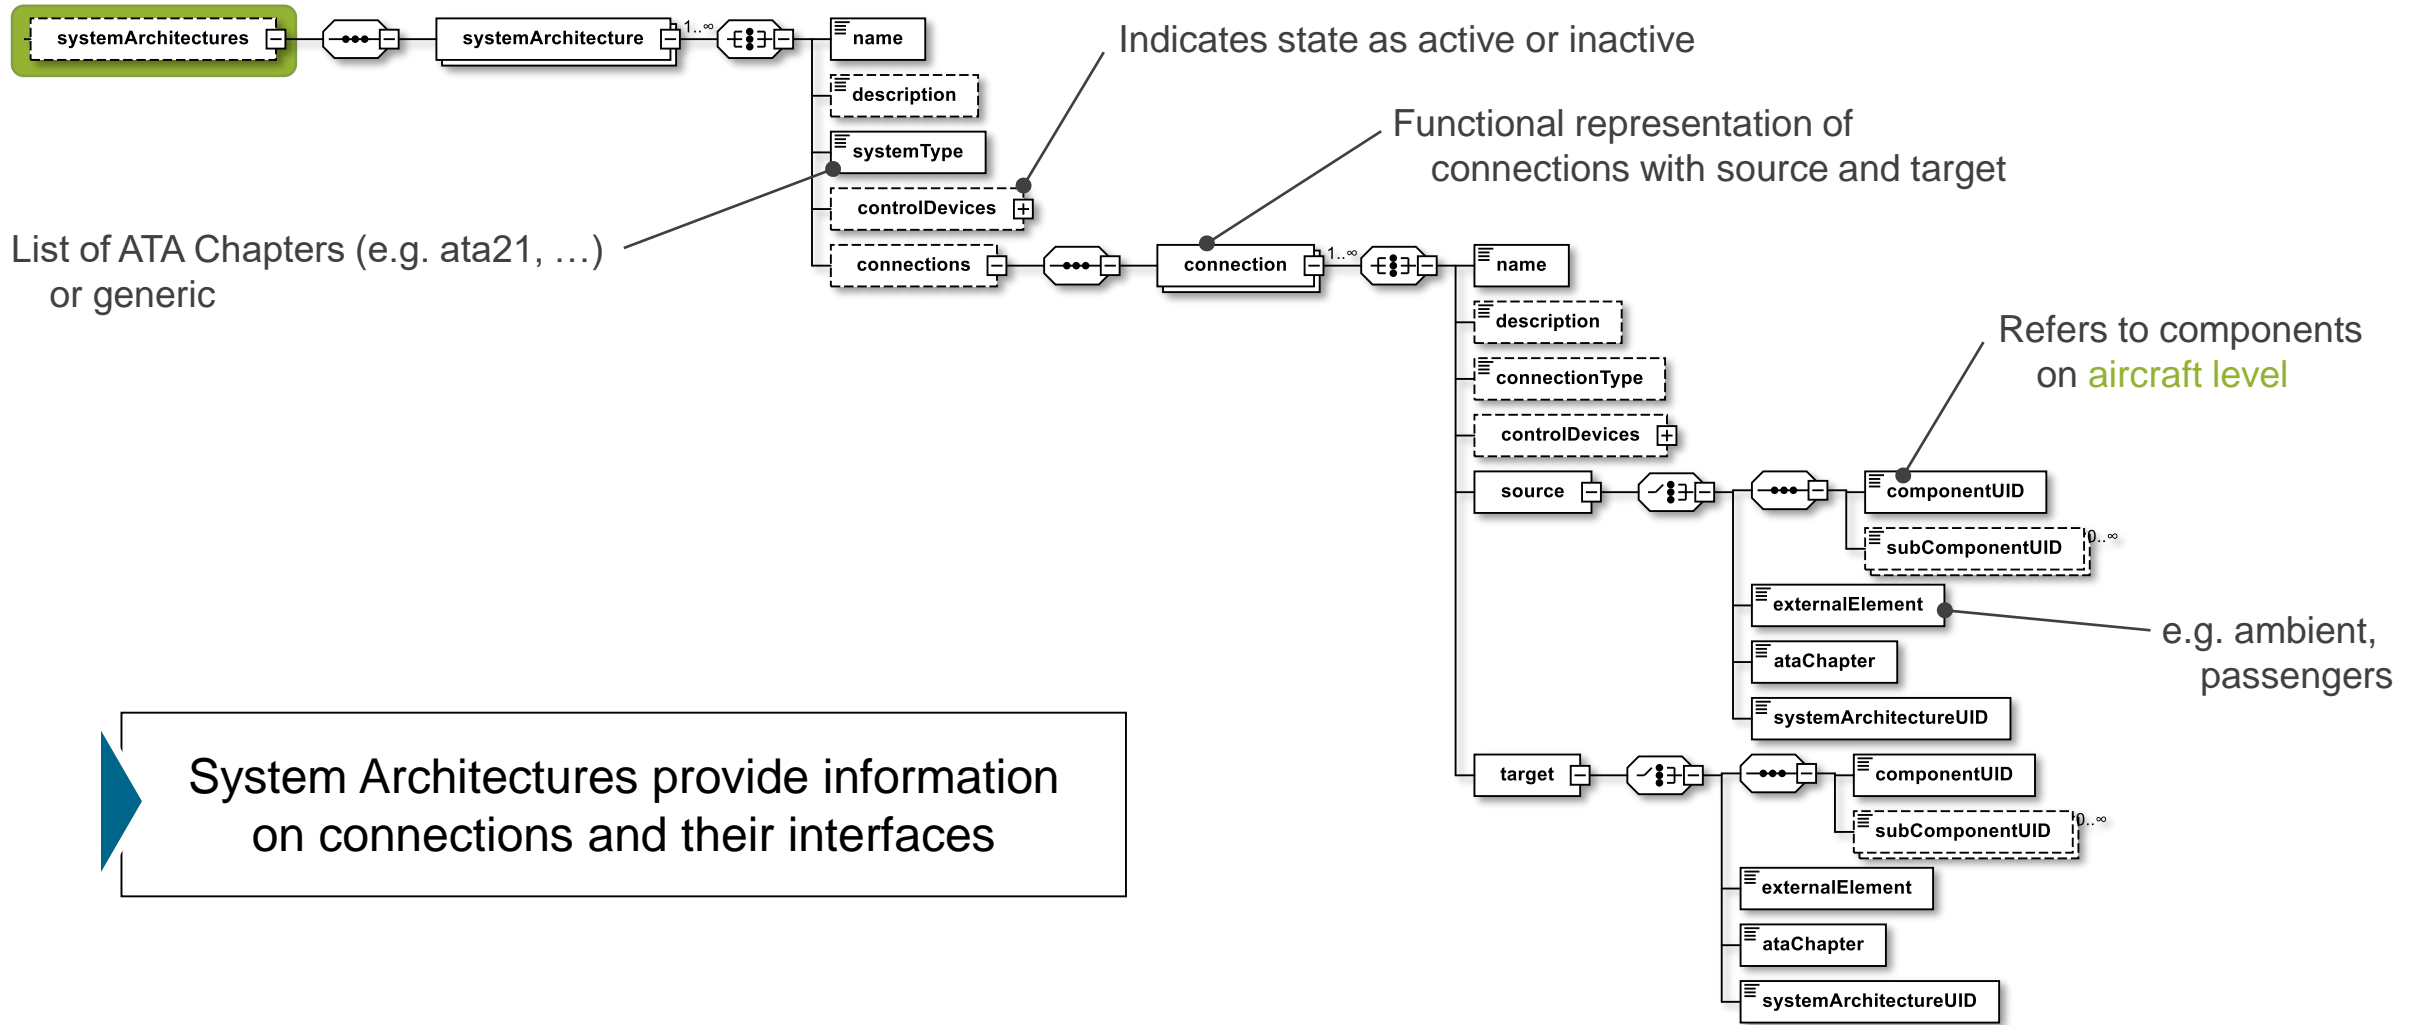 systemArchitectures
systemArchitecture
1..∞
name
description
systemType
controlDevices
connections
Indicates state as active or inactive
Functional representation of
connections with source and target
List of ATA Chapters (e.g. ata21, …)
or generic
connection
1..∞
name
description
connectionType
controlDevices
source
Refers to components
on aircraft level
componentUID
subComponentUID
0..∞
externalElement
ataChapter
systemArchitectureUID
e.g. ambient,
passengers
target
componentUID
subComponentUID
0..∞
externalElement
ataChapter
systemArchitectureUID
System Architectures provide information
on connections and their interfaces